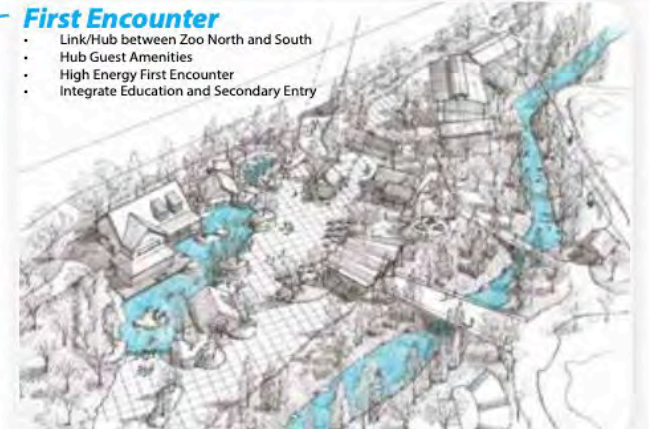 First Encounter
• Link/Hub between Zoo North and South
• Hub Guest Amenities
• High Energy First Encounter
• Integrate Education and Secondary Entry